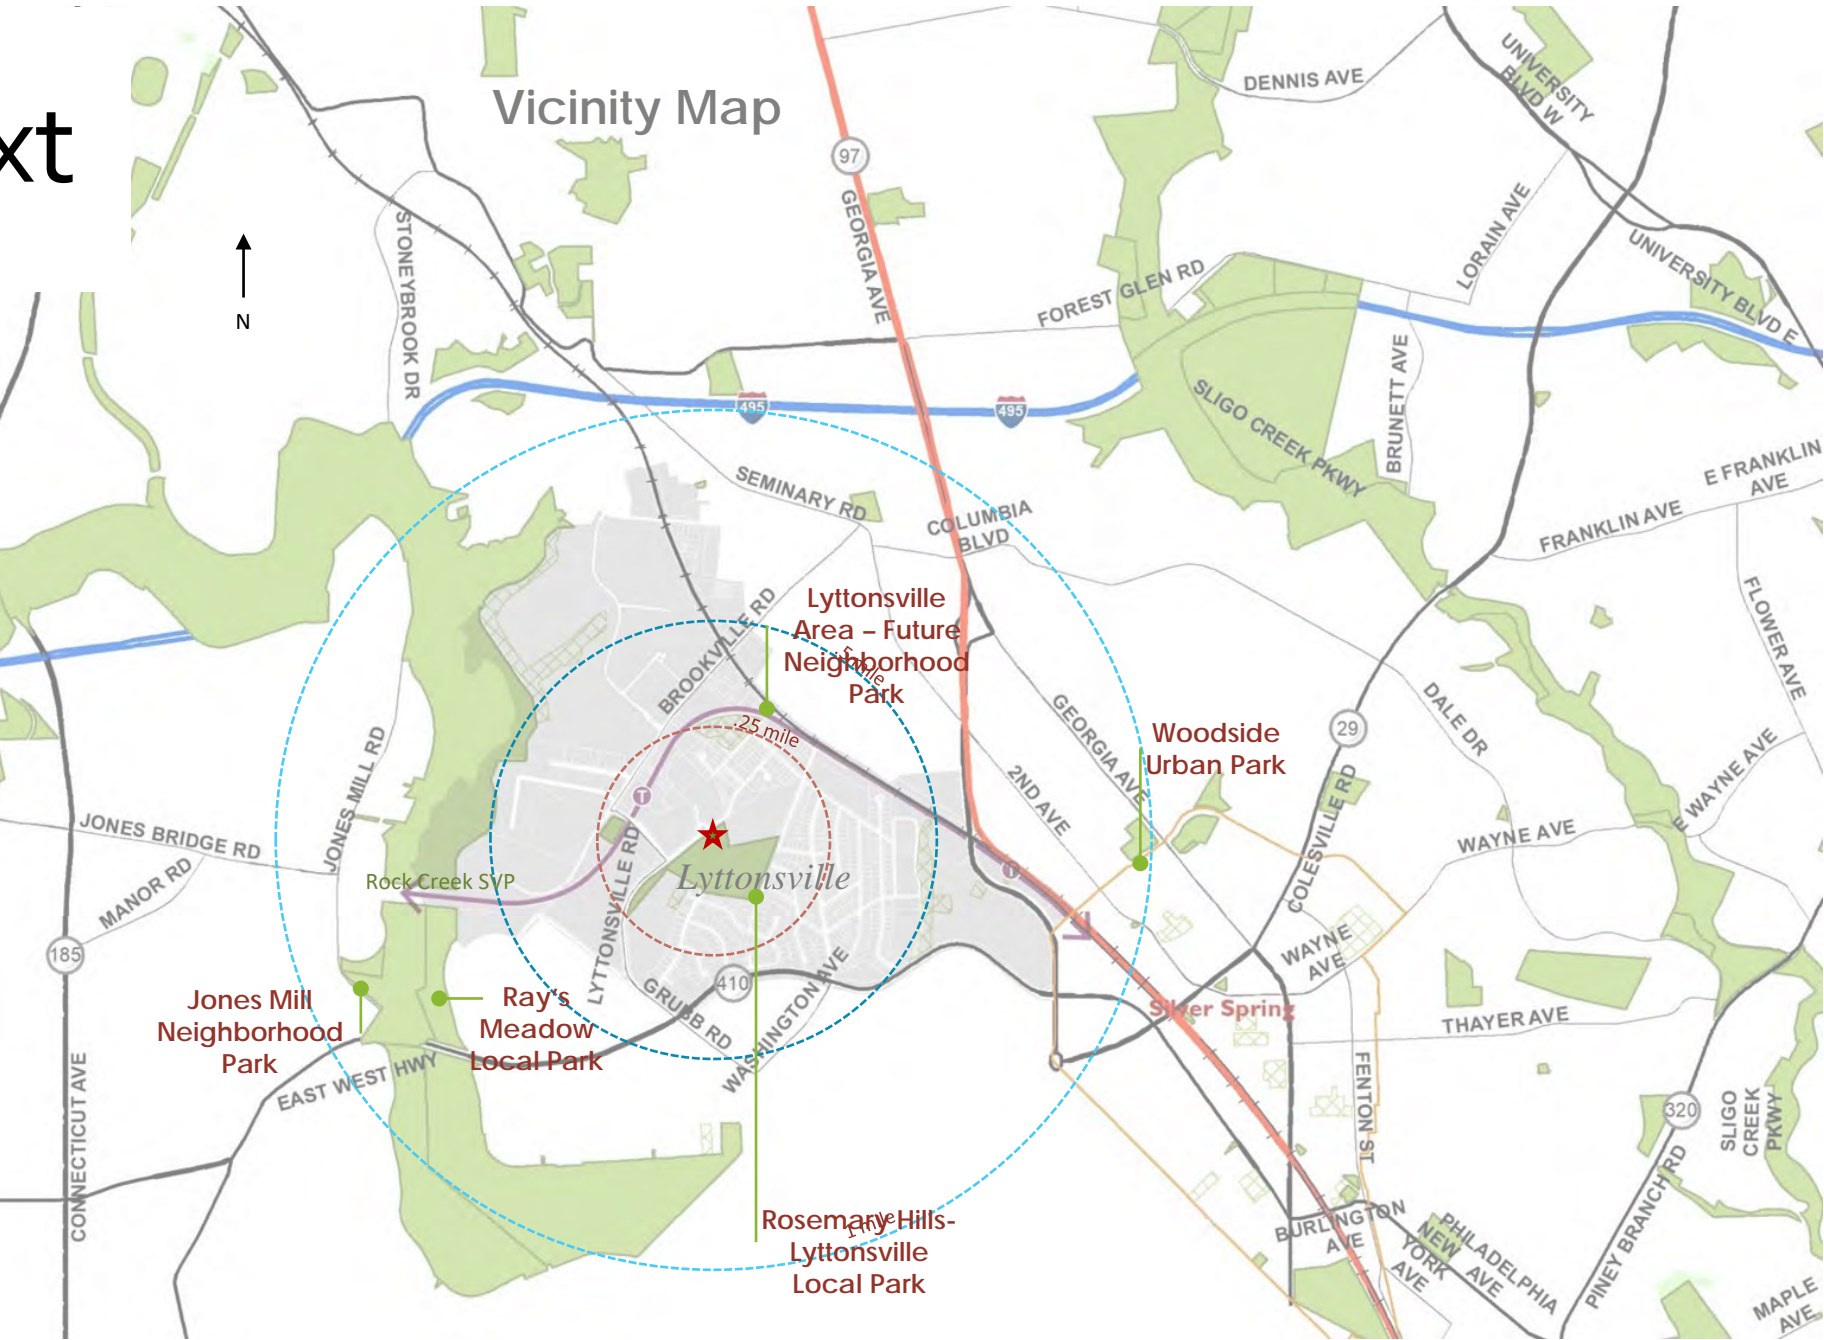 xt
Vicinity Map
N
97
GEORGIA AVE
DENNIS AVE
UNIVERSITY
BLVD W
LORAIN AVE
UNIVERSITY BLVD E
STONEYBROOK DR
FOREST GLEN RD
BRUNETT AVE
495
495
SLIGO CREEK PKWY
SEMINARY RD
COLUMBIA
BLVD
E FRANKLIN
AVE
FRANKLIN AVE
FLOWER AVE
BROOKVILLE RD
Lyttonsville
Area – Future
Neighborhood
Park
.5 mile
.25 mile
GEORGIA AVE
Woodside
Urban Park
29
DALE DR
2ND AVE
E WAYNE AVE
WAYNE AVE
JONES MILL RD
JONES BRIDGE RD
MANOR RD
Rock Creek SVP
T
T
LYTTONSVILLE RD
Lyttonsville
COLESVILLE RD
WAYNE
AVE
185
410
GRUBB RD
WASHINGTON AVE
Jones Mill
Neighborhood
Park
Ray's
Meadow
Local Park
EAST WEST HWY
CONNECTICUT AVE
Silver Spring
THAYER AVE
FENTON ST
320
SLIGO
CREEK
PKWY
PINEY BRANCH RD
Rosemary Hills-
Lyttonsville
Local Park
1 mile
BURLINGTON
AVE
PHILADELPHIA
AVE
NEW
YORK
AVE
MAPLE
AVE